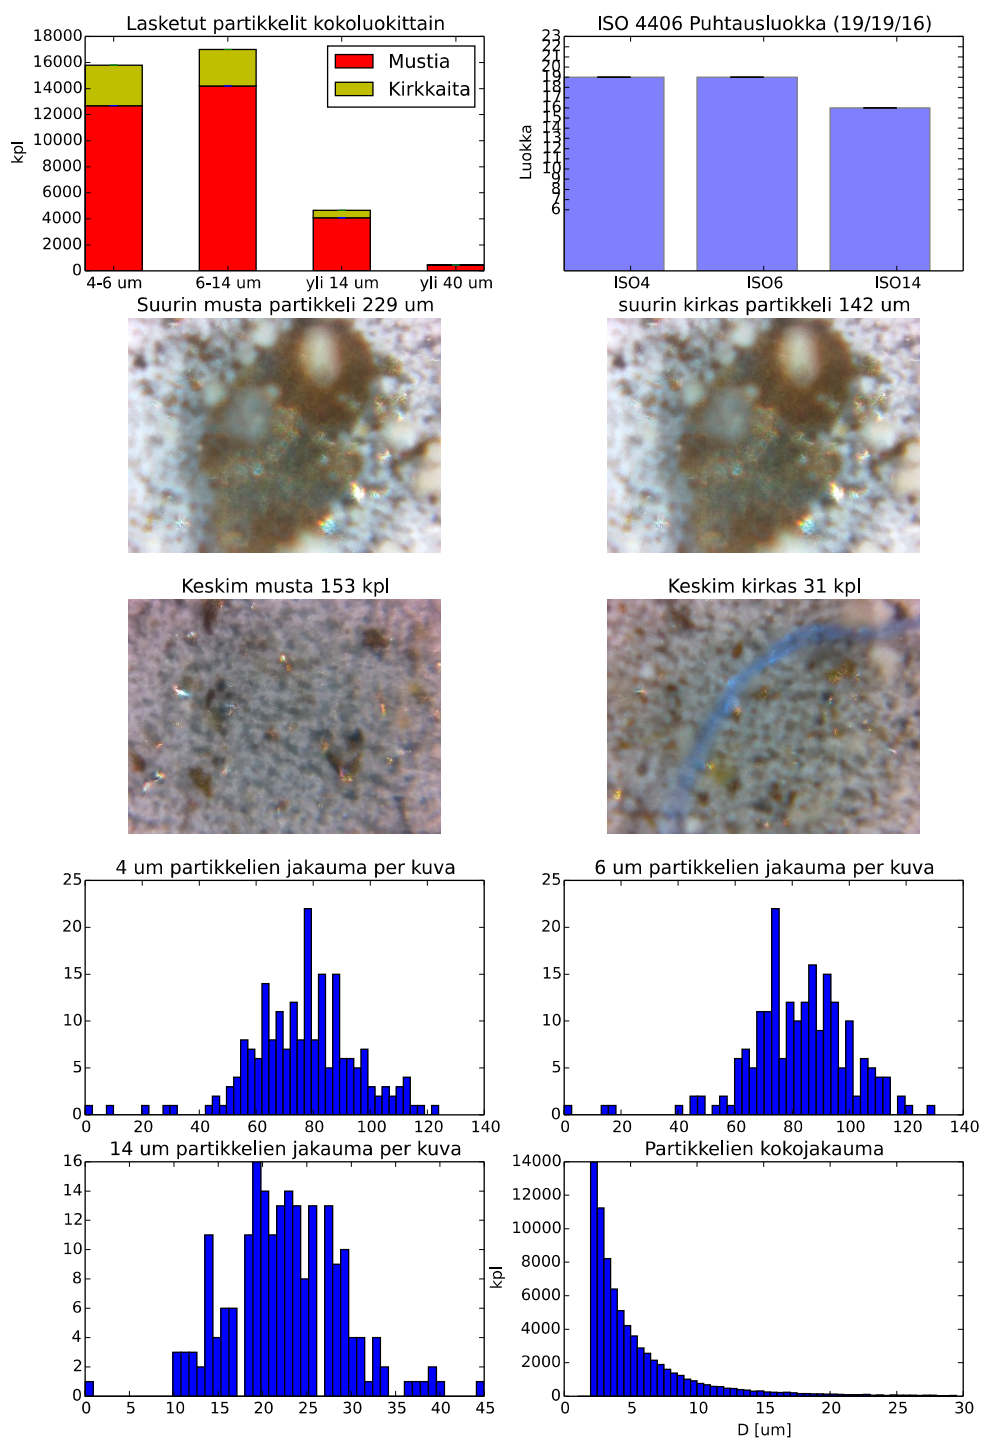 Lasketut partikkelit kokoluokittain
18000
16000
14000
12000
10000
8000
6000
4000
2000
0
kpl
Mustia
Kirkkaita
4-6 um 6-14 um yli 14 um yli 40 um
ISO 4406 Puhtausluokka (19/19/16)
23
21
20
19
18
17
16
15
14
13
12
11
10
9
8
7
6
Luokka
ISO4 ISO6 ISO14
Suurin musta partikkeli 229 um
suurin kirkas partikkeli 142 um
Keskim musta 153 kpl
Keskim kirkas 31 kpl
4 um partikkelien jakauma per kuva
25
20
15
10
5
0
0 20 40 60 80 100 120 140
6 um partikkelien jakauma per kuva
25
20
15
10
5
0
0 20 40 60 80 100 120 140
14 um partikkelien jakauma per kuva
16
14
12
10
8
6
4
2
0
0 5 10 15 20 25 30 35 40 45
Partikkelien kokojakauma
14000
12000
10000
8000
6000
4000
2000
0
kpl
0 5 10 15 20 25 30
D [um]